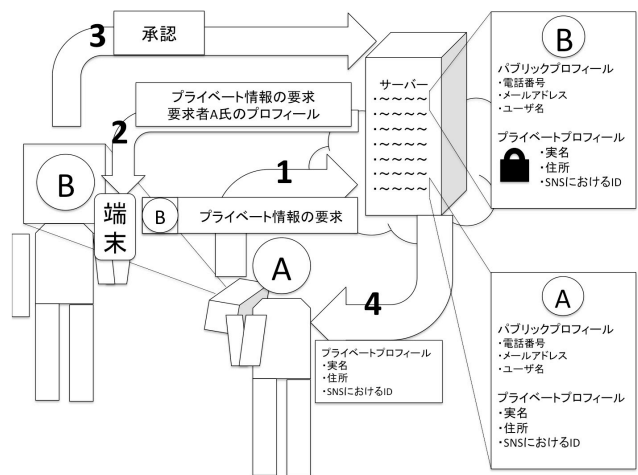 3
承認
サーバー
・～～～～
・～～～～
・～～～～
・～～～～
・～～～～
・～～～～
・～～～～
プライベート情報の要求
要求者A氏のプロフィール
2
1
B
端
末
B
プライベート情報の要求
A
4
プライベートプロフィール
・実名
・住所
・SNSにおけるID
B
パブリックプロフィール
・電話番号
・メールアドレス
・ユーザ名
プライベートプロフィール
・実名
・住所
・SNSにおけるID
A
パブリックプロフィール
・電話番号
・メールアドレス
・ユーザ名
プライベートプロフィール
・実名
・住所
・SNSにおけるID